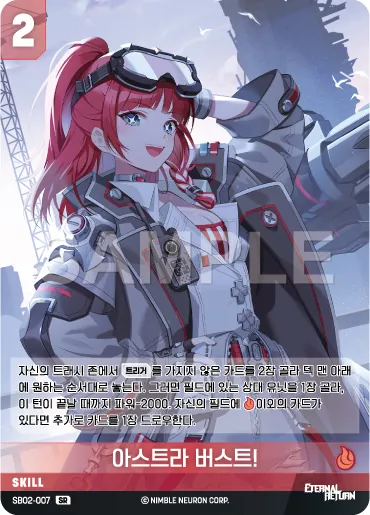 2
SAMPLE
자신의 트래시 존에서 트리거 를 가지지 않은 카드를 2장 골라 덱 맨 아래
에 원하는 순서대로 놓는다. 그러면 필드에 있는 상대 유닛을 1장 골라,
이 턴이 끝날 때까지 파워-2000. 자신의 필드에 이외의 카드가
있다면 추가로 카드를 1장 드로우한다.
아스트라 버스트!
SKILL
SB02-007 SR
© NIMBLE NEURON CORP.
ETERNAL
RETURN